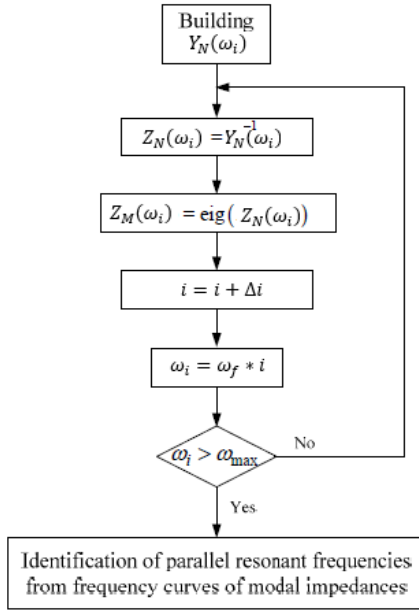 Building
Y_N(ω_i)
Z_N(ω_i) = Y_N^{-1}(ω_i)
Z_M(ω_i) = eig( Z_N(ω_i))
i = i + Δi
ω_i = ω_f * i
ω_i > ω_max
No
Yes
Identification of parallel resonant frequencies
from frequency curves of modal impedances